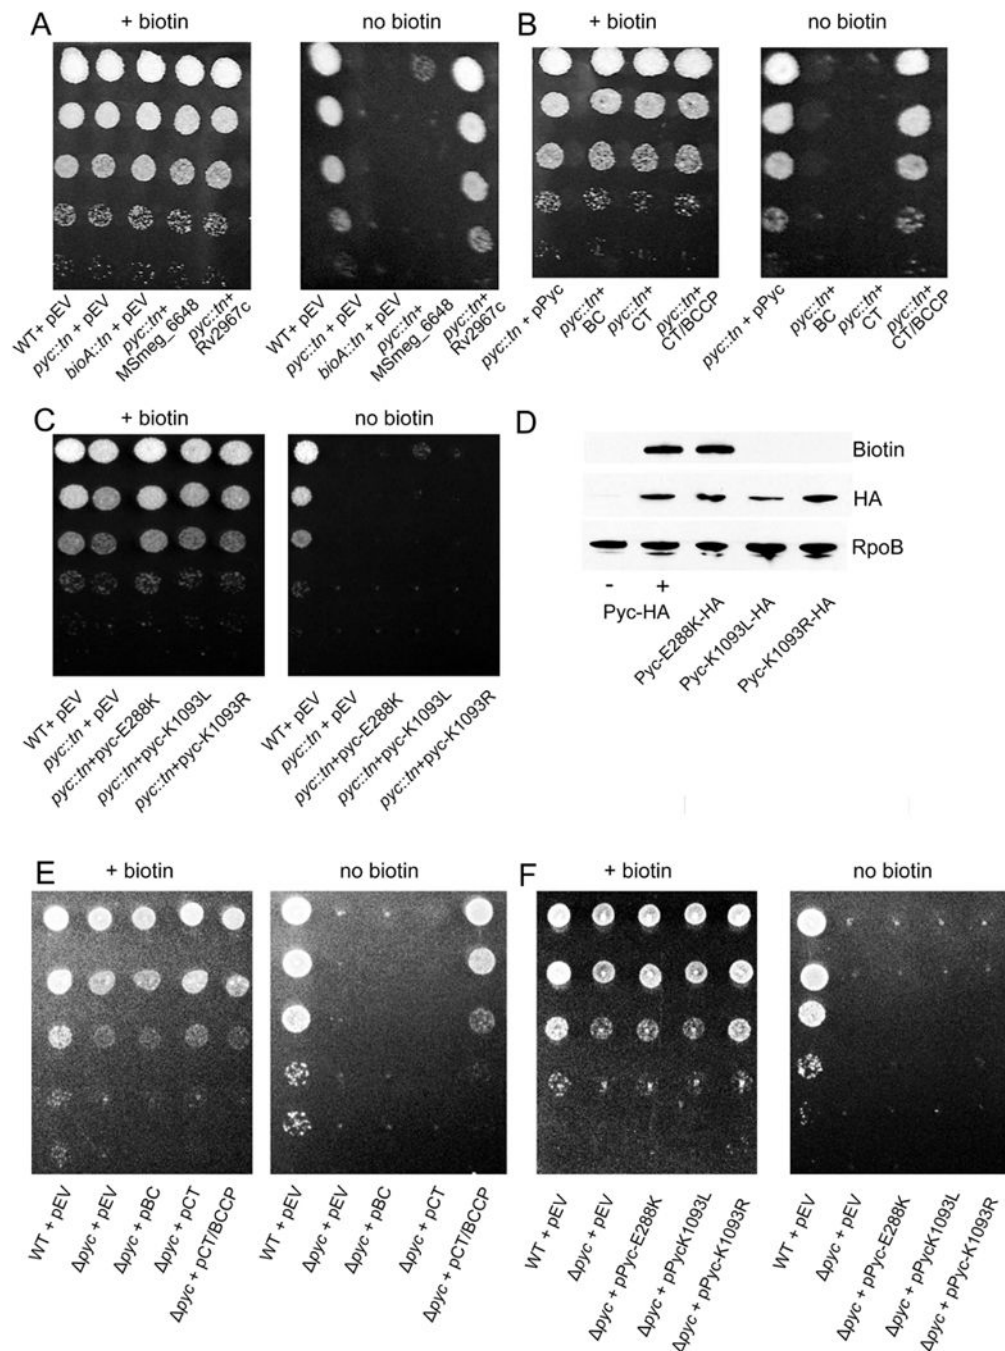 A
+ biotin
no biotin
WT+ pEV
pyc::tn + pEV
bioA::tn + pEV
pyc::tn+
MSmeg_6648
pyc::tn+
Rv2967c
WT+ pEV
pyc::tn + pEV
bioA::tn + pEV
pyc::tn+
MSmeg_6648
pyc::tn+
Rv2967c
B
+ biotin
no biotin
pyc::tn + pPyc
pyc::tn+
BC
pyc::tn+
CT
pyc::tn+
CT/BCCP
pyc::tn + pPyc
pyc::tn+
BC
pyc::tn+
CT
pyc::tn+
CT/BCCP
C
+ biotin
no biotin
WT+ pEV
pyc::tn + pEV
pyc::tn+pyc-E288K
pyc::tn+pyc-K1093L
pyc::tn+pyc-K1093R
WT+ pEV
pyc::tn + pEV
pyc::tn+pyc-E288K
pyc::tn+pyc-K1093L
pyc::tn+pyc-K1093R
D
Biotin
HA
RpoB
- +
Pyc-HA
Pyc-E288K-HA
Pyc-K1093L-HA
Pyc-K1093R-HA
E
+ biotin
no biotin
WT + pEV
Δpyc + pEV
Δpyc + pBC
Δpyc + pCT
Δpyc + pCT/BCCP
WT + pEV
Δpyc + pEV
Δpyc + pBC
Δpyc + pCT
Δpyc + pCT/BCCP
F
+ biotin
no biotin
WT + pEV
Δpyc + pEV
Δpyc + pPyc-E288K
Δpyc + pPycK1093L
Δpyc + pPyc-K1093R
WT + pEV
Δpyc + pEV
Δpyc + pPyc-E288K
Δpyc + pPycK1093L
Δpyc + pPyc-K1093R